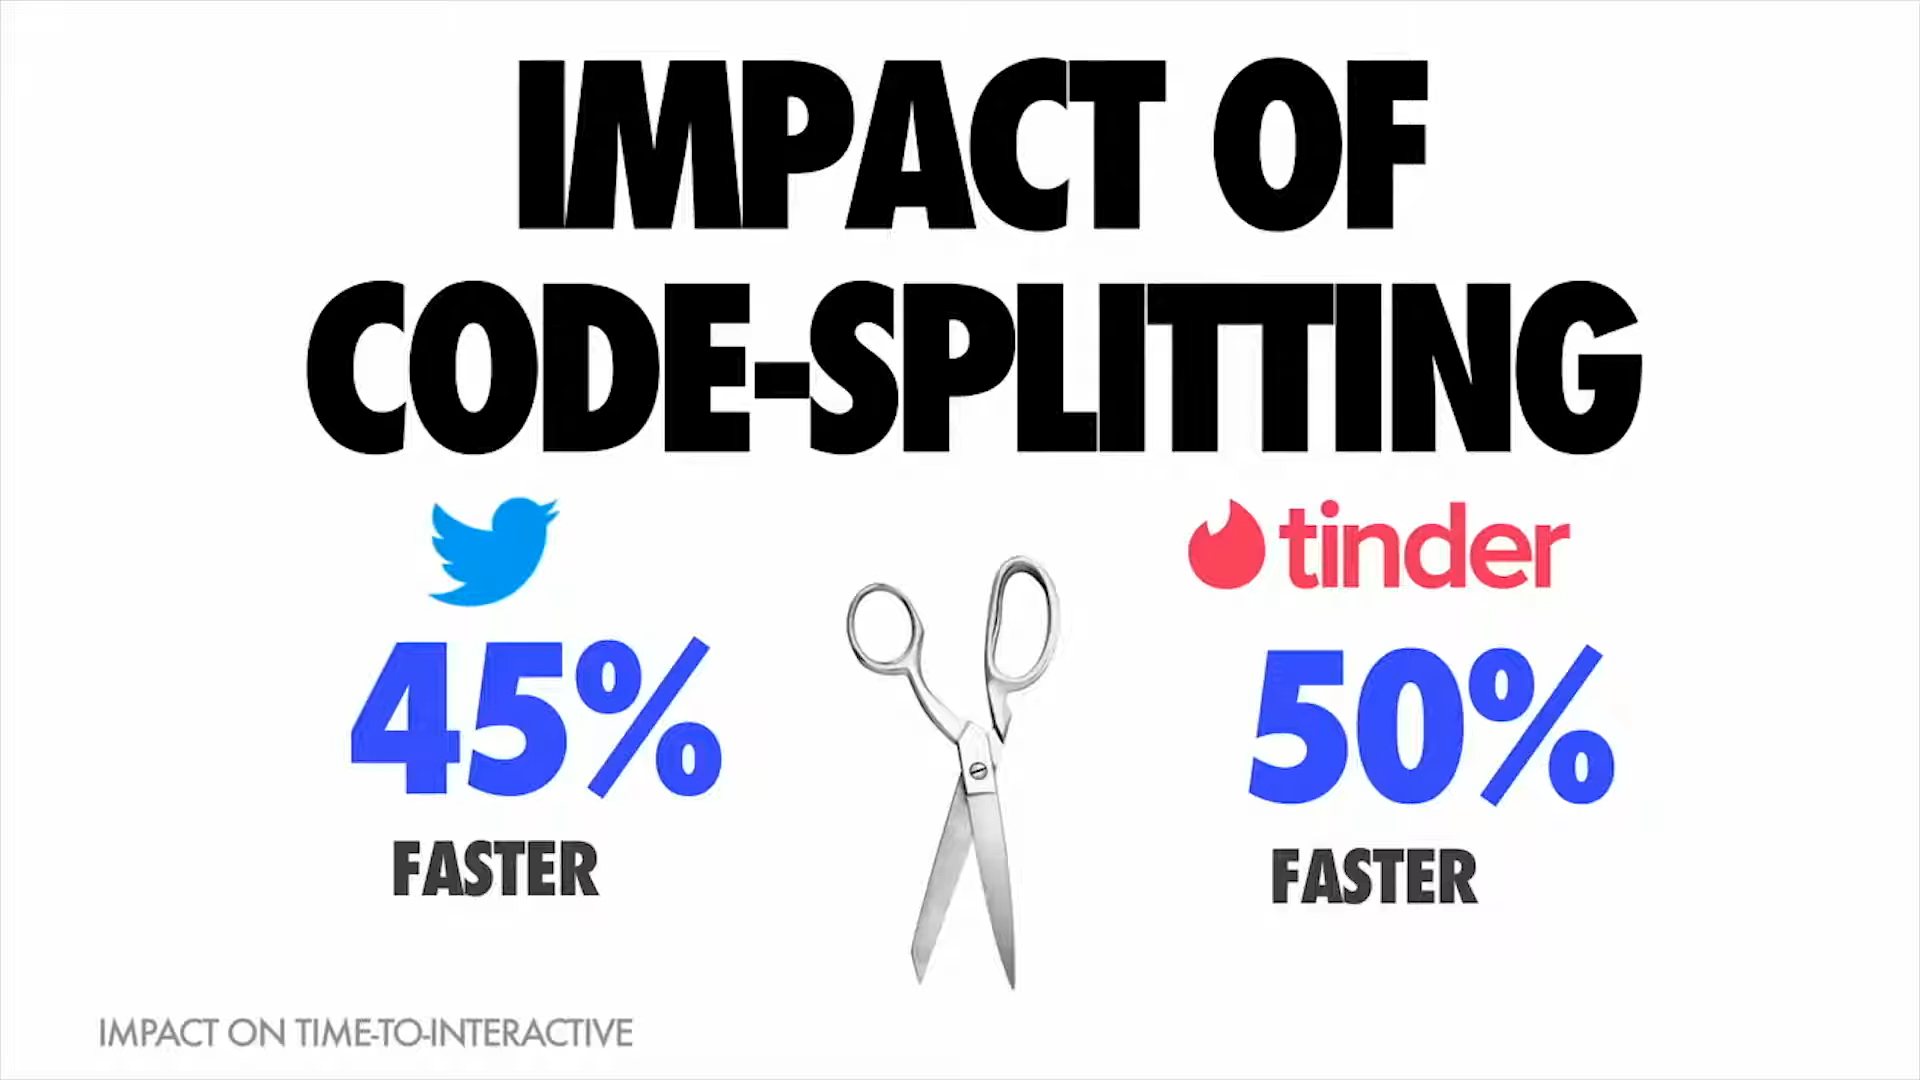 IMPACT OF
CODE-SPLITTING
tinder
45%
50%
FASTER
FASTER
IMPACT ON TIME-TO-INTERACTIVE